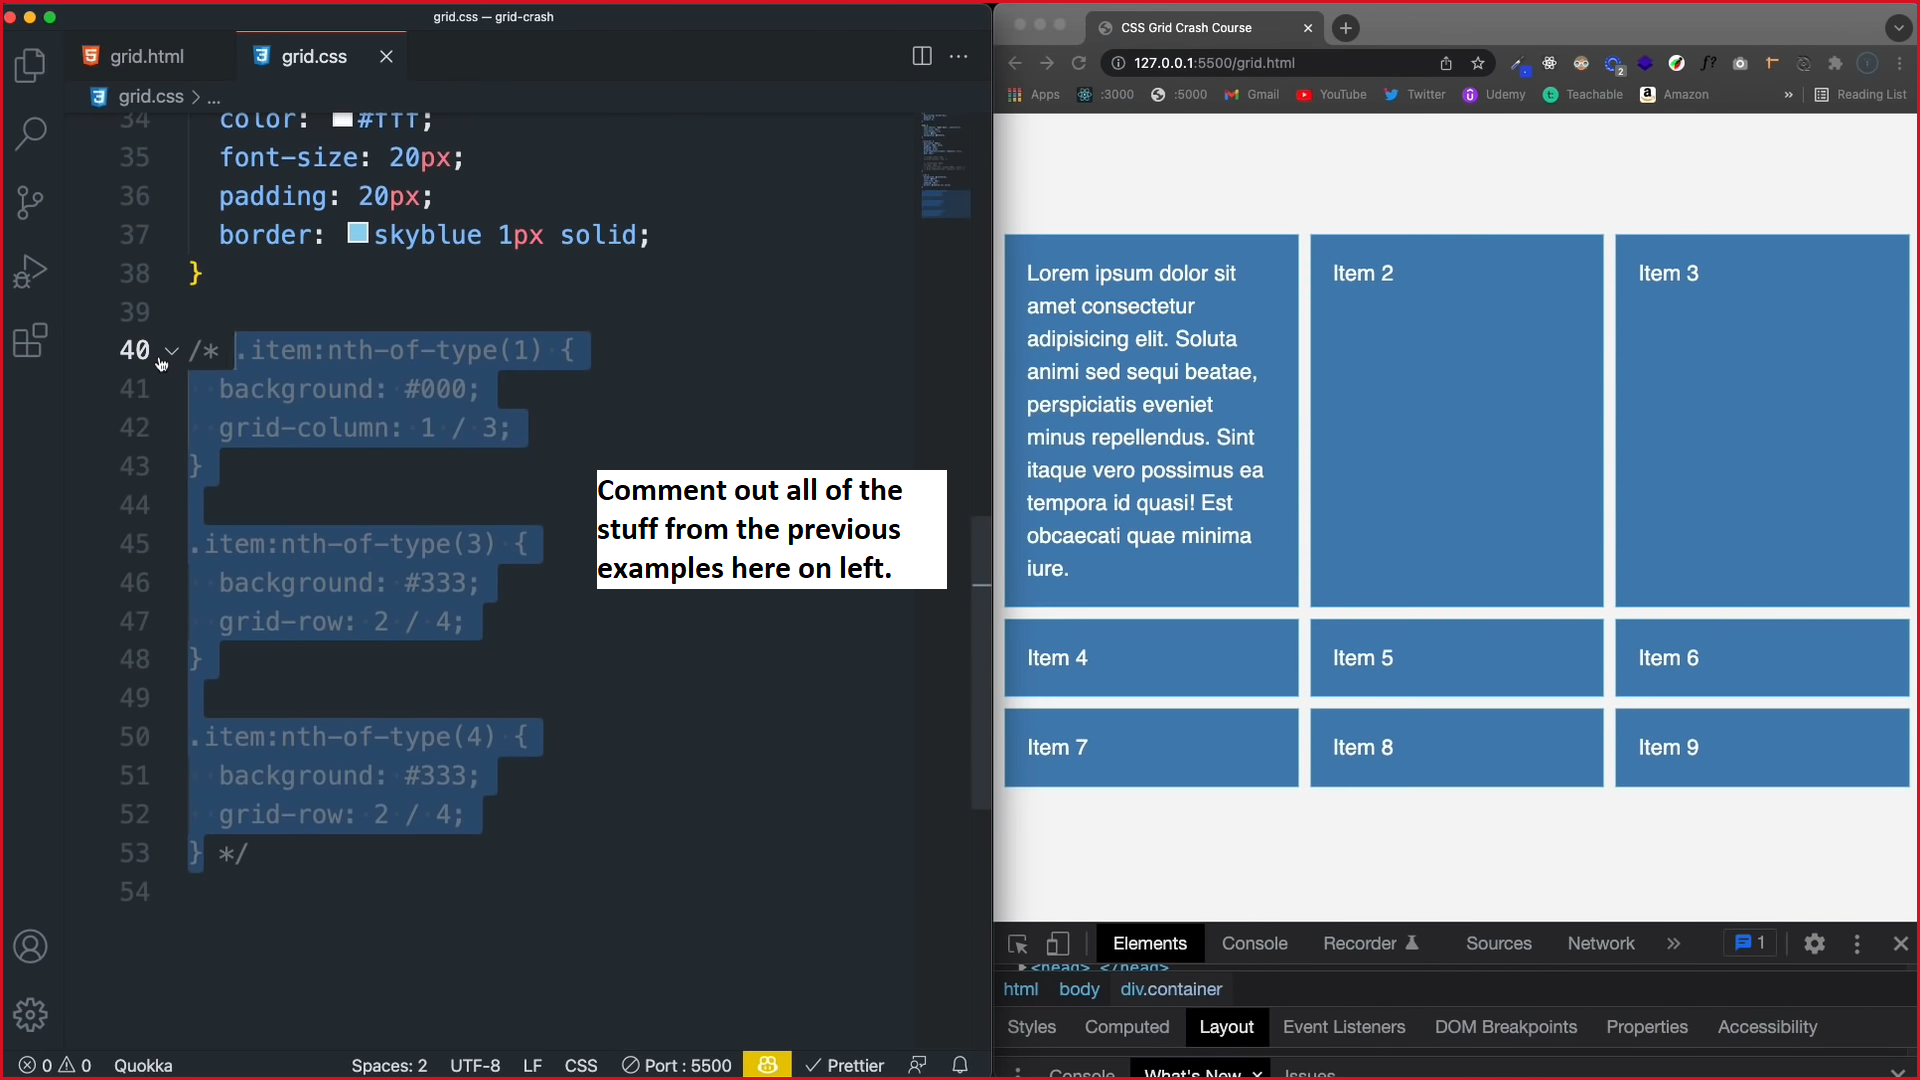 grid.css — grid-crash
grid.html
grid.css
grid.css > ...
34 color: #fff;
35 font-size: 20px;
36 padding: 20px;
37 border: skyblue 1px solid;
38 }
39
40 /* .item:nth-of-type(1) {
41 background: #000;
42 grid-column: 1 / 3;
43 }
44
45 .item:nth-of-type(3) {
46 background: #333;
47 grid-row: 2 / 4;
48 }
49
50 .item:nth-of-type(4) {
51 background: #333;
52 grid-row: 2 / 4;
53 } */
54
Comment out all of the
stuff from the previous
examples here on left.
0 0 Quokka Spaces: 2 UTF-8 LF CSS Port : 5500 Prettier
CSS Grid Crash Course
127.0.0.1:5500/grid.html
2
f?
Apps :3000 :5000 Gmail YouTube Twitter Udemy Teachable Amazon » Reading List
Lorem ipsum dolor sit
amet consectetur
adipisicing elit. Soluta
animi sed sequi beatae,
perspiciatis eveniet
minus repellendus. Sint
itaque vero possimus ea
tempora id quasi! Est
obcaecati quae minima
iure.
Item 2
Item 3
Item 4
Item 5
Item 6
Item 7
Item 8
Item 9
Elements Console Recorder Sources Network » 1
<head> </head>
html body div.container
Styles Computed Layout Event Listeners DOM Breakpoints Properties Accessibility
Console What's New Issues